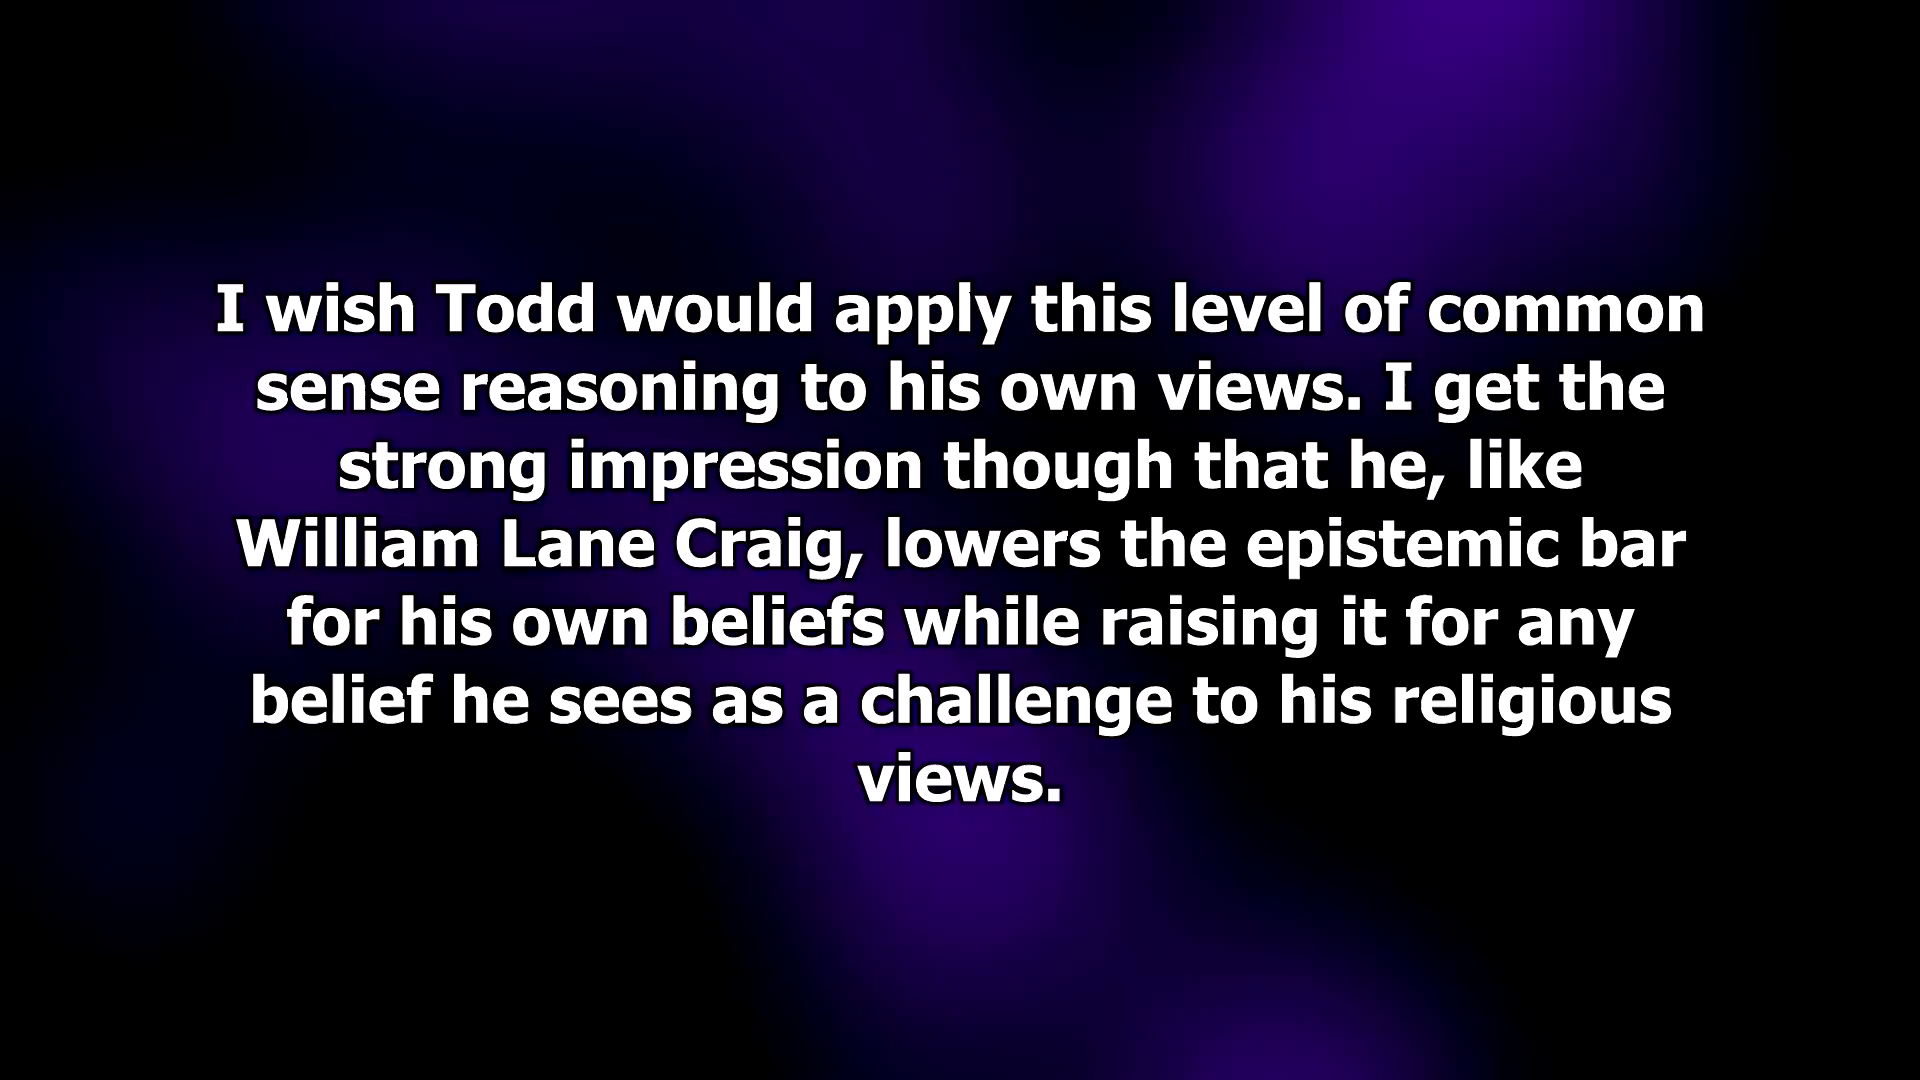 I wish Todd would apply this level of common
sense reasoning to his own views. I get the
strong impression though that he, like
William Lane Craig, lowers the epistemic bar
for his own beliefs while raising it for any
belief he sees as a challenge to his religious
views.